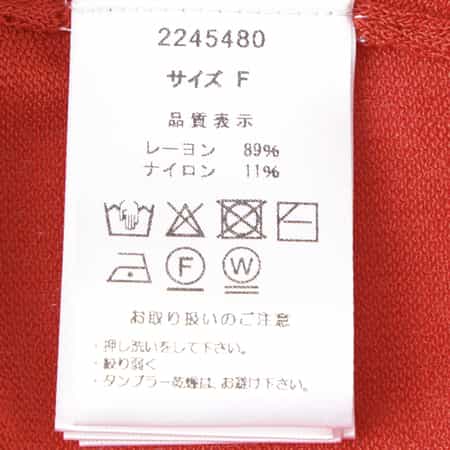 2245480
サイズ F
品質表示
レーヨン 89%
ナイロン 11%
F W
お取り扱いのご注意
・押し洗いをして下さい。
・絞り弱く
・タンブラー乾燥は、お避け下さい。